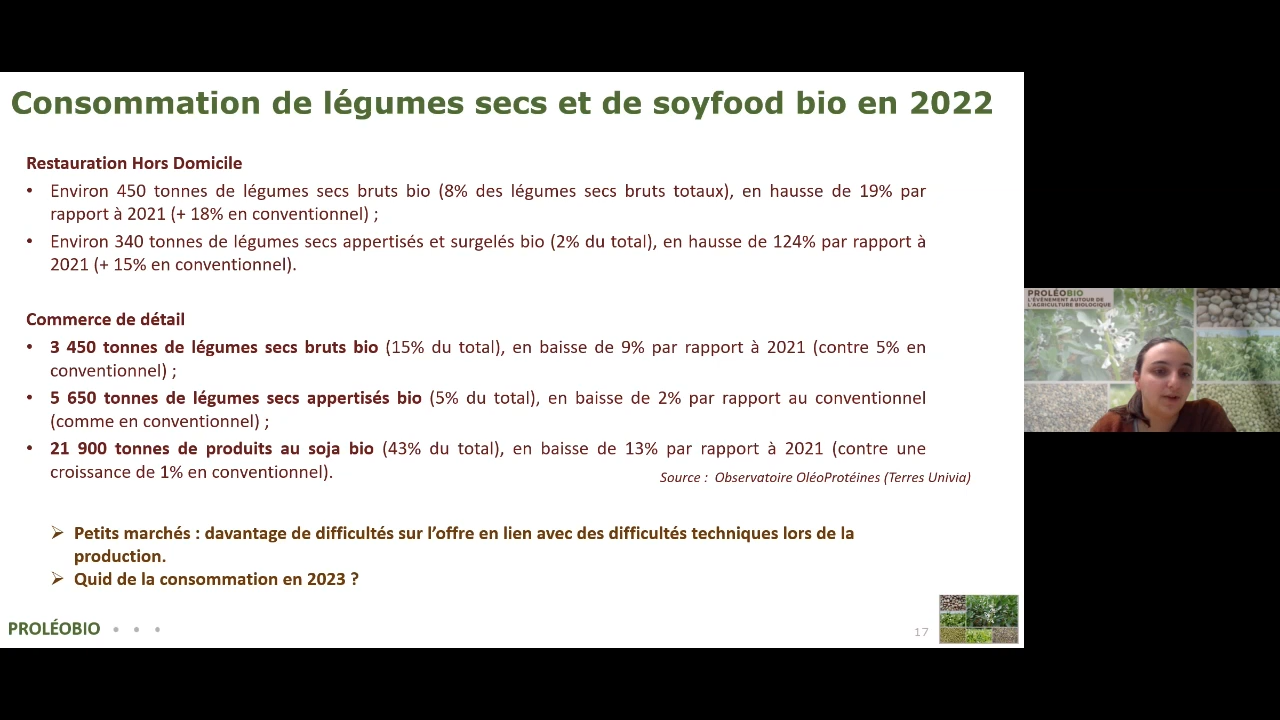 Consommation de légumes secs et de soyfood bio en 2022
Restauration Hors Domicile
• Environ 450 tonnes de légumes secs bruts bio (8% des légumes secs bruts totaux), en hausse de 19% par
rapport à 2021 (+ 18% en conventionnel) ;
• Environ 340 tonnes de légumes secs appertisés et surgelés bio (2% du total), en hausse de 124% par rapport à
2021 (+ 15% en conventionnel).
Commerce de détail
• 3 450 tonnes de légumes secs bruts bio (15% du total), en baisse de 9% par rapport à 2021 (contre 5% en
conventionnel) ;
• 5 650 tonnes de légumes secs appertisés bio (5% du total), en baisse de 2% par rapport au conventionnel
(comme en conventionnel) ;
• 21 900 tonnes de produits au soja bio (43% du total), en baisse de 13% par rapport à 2021 (contre une
croissance de 1% en conventionnel).
Source : Observatoire OléoProtéines (Terres Univia)
➢ Petits marchés : davantage de difficultés sur l’offre en lien avec des difficultés techniques lors de la
production.
➢ Quid de la consommation en 2023 ?
PROLÉOBIO • • •
17
PROLÉOBIO
L'ÉVÉNEMENT AUTOUR DE
L'AGRICULTURE BIOLOGIQUE